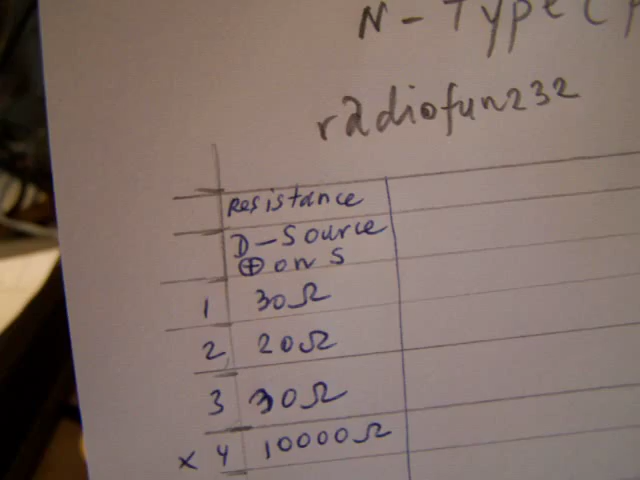 N-Type (
radiofun232
Resistance
D-Source
⊕ on S
1 30Ω
2 20Ω
3 30Ω
x 4 10000Ω